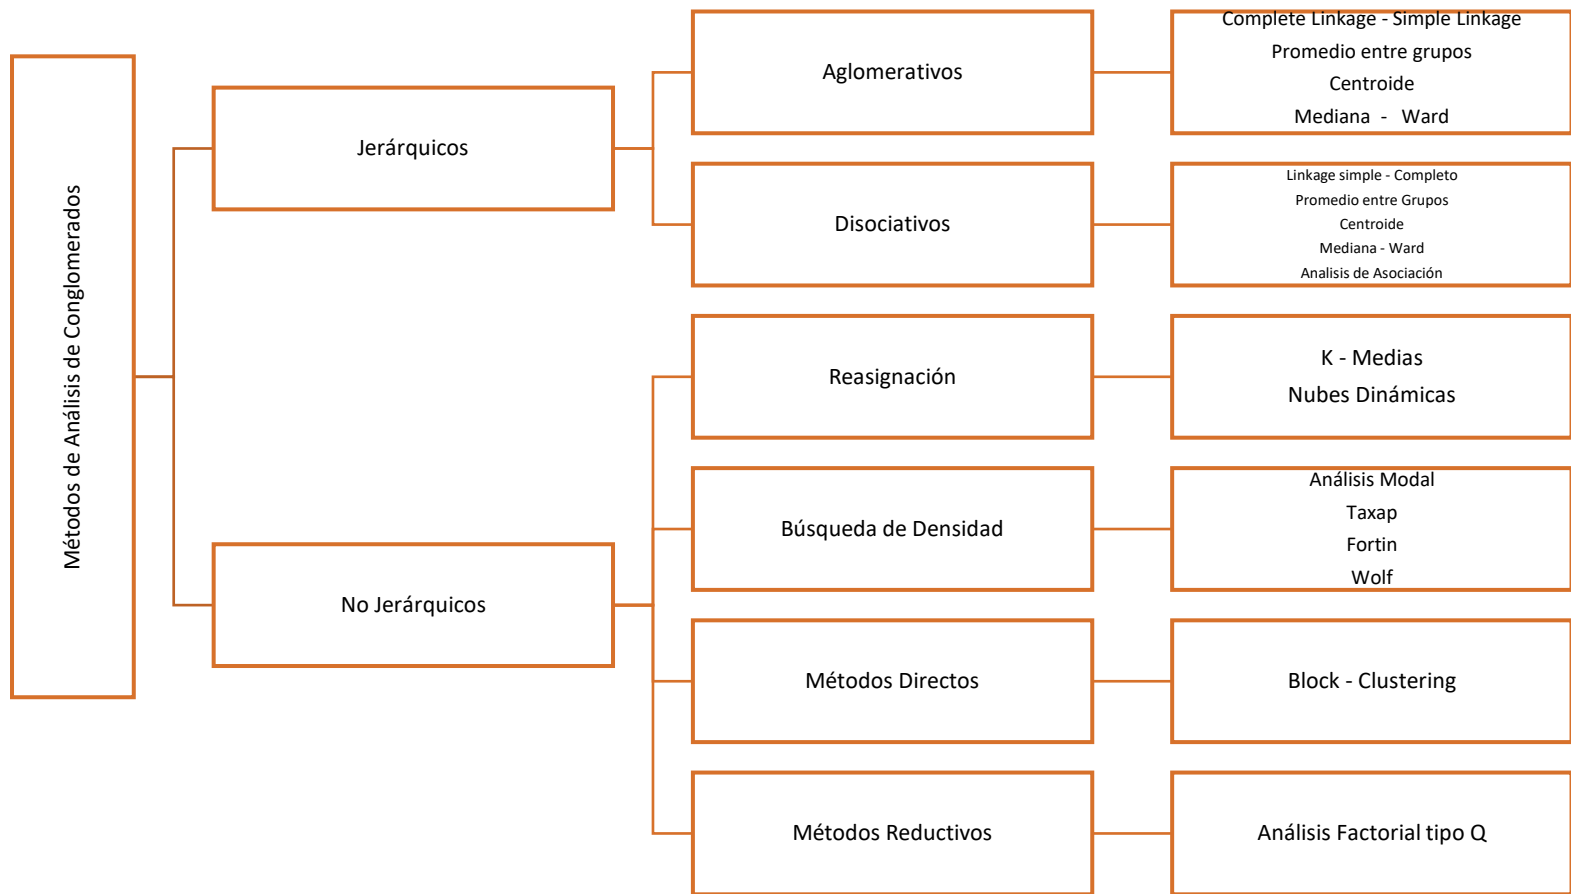 Métodos de Análisis de Conglomerados
Jerárquicos
Aglomerativos
Complete Linkage - Simple Linkage
Promedio entre grupos
Centroide
Mediana - Ward
Disociativos
Linkage simple - Completo
Promedio entre Grupos
Centroide
Mediana - Ward
Analisis de Asociación
No Jerárquicos
Reasignación
K - Medias
Nubes Dinámicas
Búsqueda de Densidad
Análisis Modal
Taxap
Fortin
Wolf
Métodos Directos
Block - Clustering
Métodos Reductivos
Análisis Factorial tipo Q